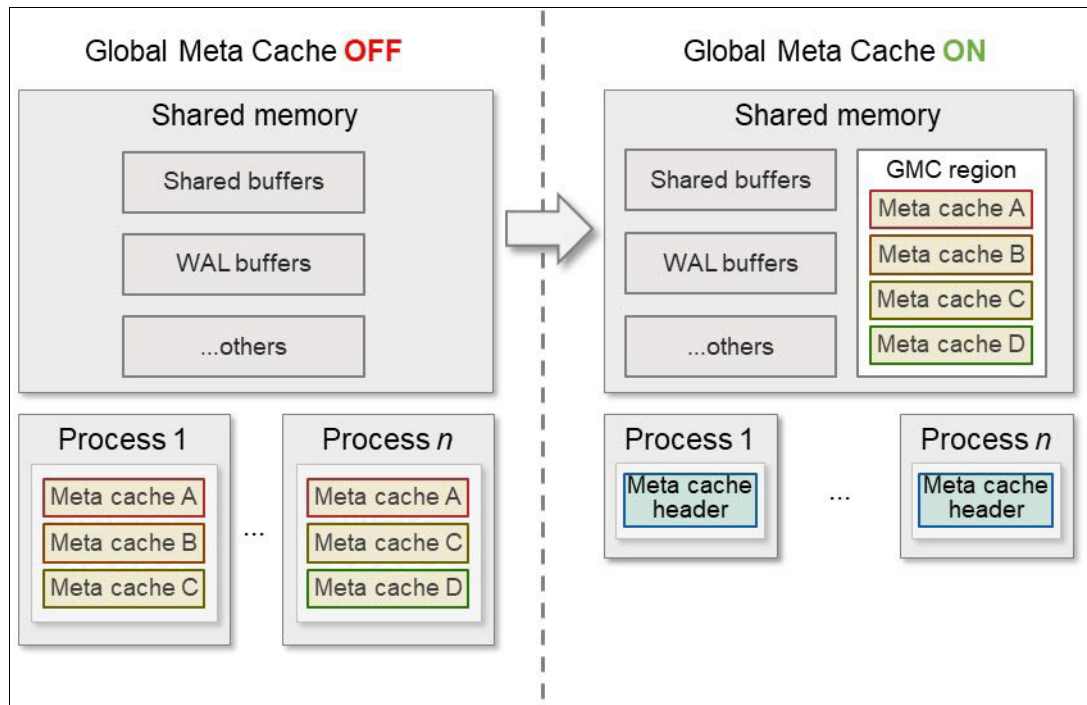 Global Meta Cache OFF
Shared memory
Shared buffers
WAL buffers
...others
Process 1
Meta cache A
Meta cache B
Meta cache C
...
Process n
Meta cache A
Meta cache C
Meta cache D
Global Meta Cache ON
Shared memory
Shared buffers
WAL buffers
...others
GMC region
Meta cache A
Meta cache B
Meta cache C
Meta cache D
Process 1
Meta cache
header
...
Process n
Meta cache
header